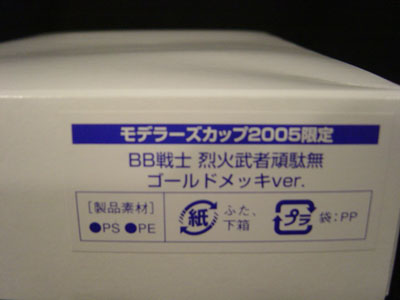 モデラーズカップ2005限定
BB戦士 烈火武者頑駄無
ゴールドメッキver.
[製品素材]
●PS ●PE
紙
ふた、
下箱
プラ
袋:PP